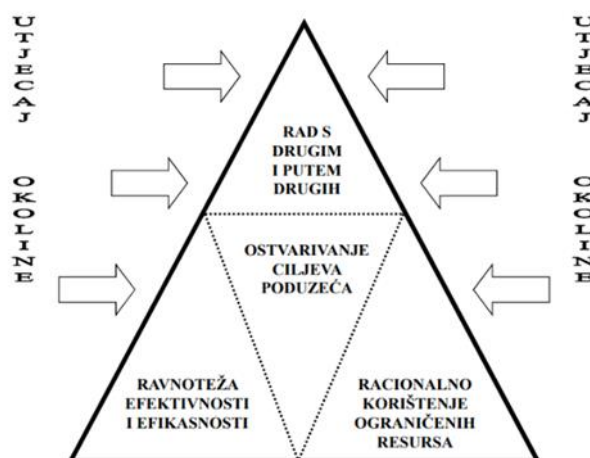 UTJECAJ OKOLINE
UTJECAJ OKOLINE
RAD S
DRUGIM
I PUTEM
DRUGIH
OSTVARIVANJE
CILJEVA
PODUZEĆA
RAVNOTEŽA
EFEKTIVNOSTI
I EFIKASNOSTI
RACIONALNO
KORIŠTENJE
OGRANIČENIH
RESURSA